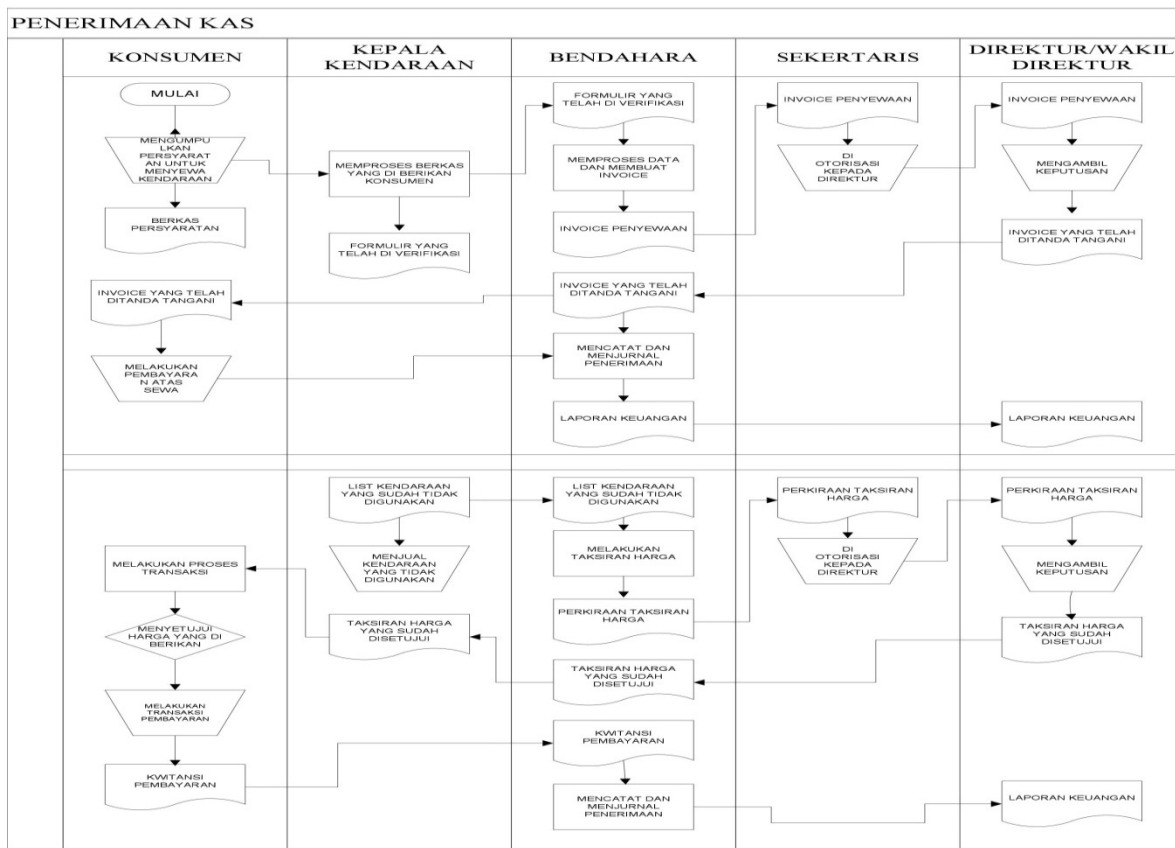 PENERIMAAN KAS
KONSUMEN
KEPALA
KENDARAAN
BENDAHARA
SEKERTARIS
DIREKTUR/WAKIL
DIREKTUR
MULAI
MENGUMPU
LKAN
PERSYARAT
AN UNTUK
MENYEWA
KENDARAAN
BERKAS
PERSYARATAN
MEMPROSES BERKAS
YANG DI BERIKAN
KONSUMEN
FORMULIR YANG
TELAH DI VERIFIKASI
FORMULIR YANG
TELAH DI VERIFIKASI
MEMPROSES DATA
DAN MEMBUAT
INVOICE
INVOICE PENYEWAAN
INVOICE PENYEWAAN
DI
OTORISASI
KEPADA
DIREKTUR
INVOICE PENYEWAAN
MENGAMBIL
KEPUTUSAN
INVOICE YANG TELAH
DITANDA TANGANI
INVOICE YANG TELAH
DITANDA TANGANI
INVOICE YANG TELAH
DITANDA TANGANI
MELAKUKAN
PEMBAYARA
N ATAS
SEWA
MENCATAT DAN
MENJURNAL
PENERIMAAN
LAPORAN KEUANGAN
LAPORAN KEUANGAN
LIST KENDARAAN
YANG SUDAH TIDAK
DIGUNAKAN
MENJUAL
KENDARAAN
YANG TIDAK
DIGUNAKAN
LIST KENDARAAN
YANG SUDAH TIDAK
DIGUNAKAN
MELAKUKAN
TAKSIRAN HARGA
PERKIRAAN TAKSIRAN
HARGA
PERKIRAAN TAKSIRAN
HARGA
DI
OTORISASI
KEPADA
DIREKTUR
PERKIRAAN TAKSIRAN
HARGA
MENGAMBIL
KEPUTUSAN
TAKSIRAN HARGA
YANG SUDAH
DISETUJUI
TAKSIRAN HARGA
YANG SUDAH
DISETUJUI
TAKSIRAN HARGA
YANG SUDAH
DISETUJUI
MELAKUKAN PROSES
TRANSAKSI
MENYETUJUI
HARGA YANG DI
BERIKAN
MELAKUKAN
TRANSAKSI
PEMBAYARAN
KWITANSI
PEMBAYARAN
KWITANSI
PEMBAYARAN
MENCATAT DAN
MENJURNAL
PENERIMAAN
LAPORAN KEUANGAN